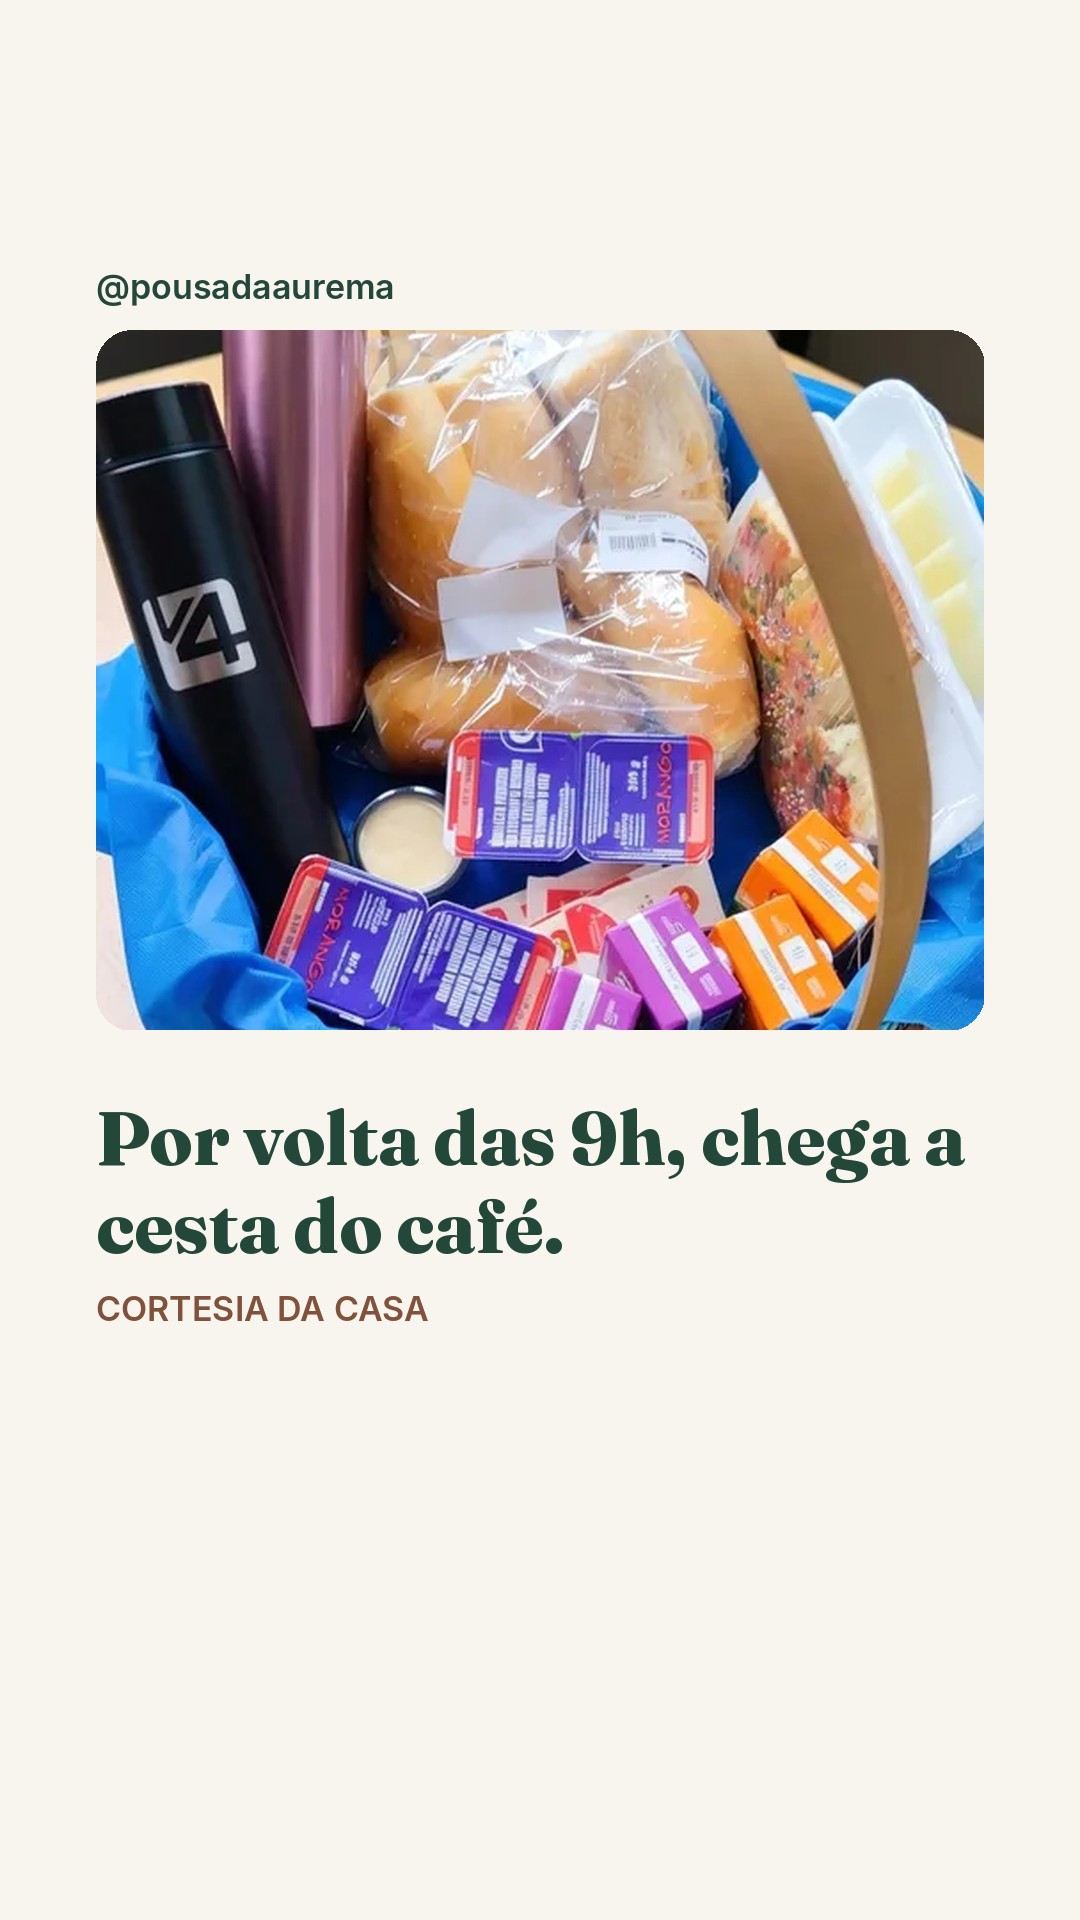 @pousadaaurema
V4
MORANGO
MORANGO
Por volta das 9h, chega a
cesta do café.
CORTESIA DA CASA